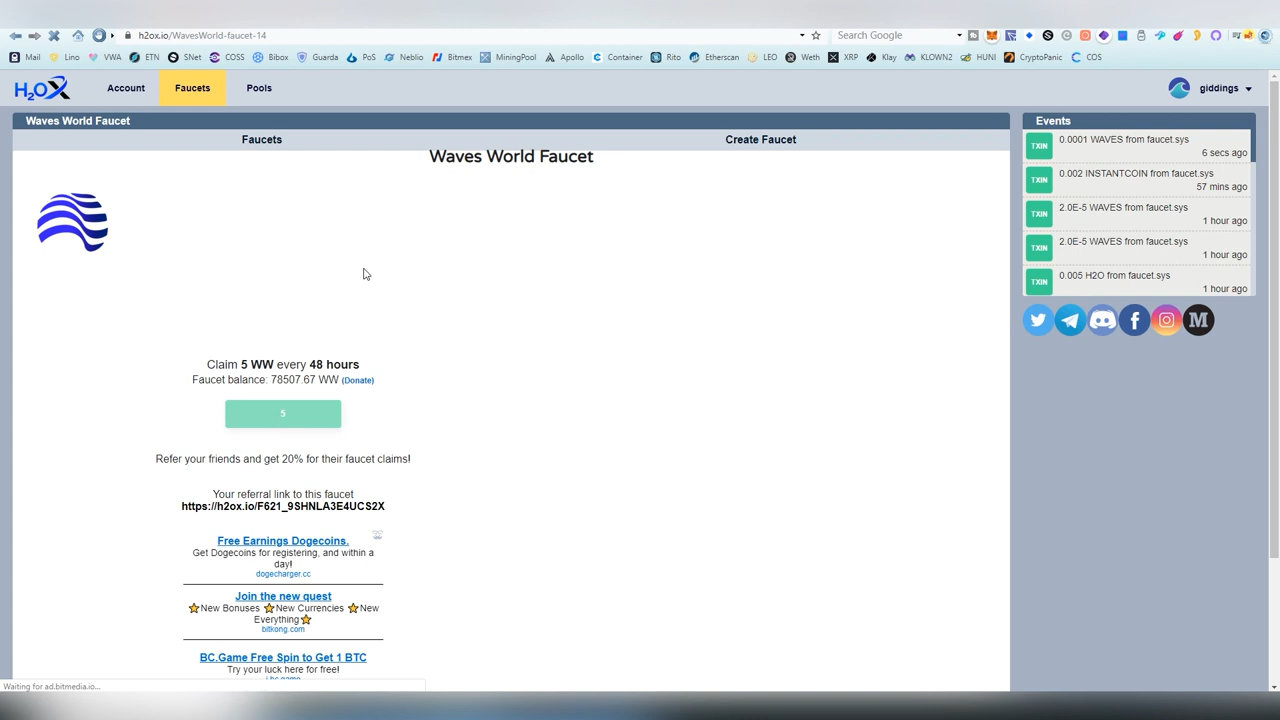 h2ox.io/WavesWorld-faucet-14
Search Google
Mail Lino VWA ETN SNet COSS Bibox Guarda PoS Neblio Bitmex MiningPool Apollo Container Rito Etherscan LEO Weth XRP Klay KLOWN2 HUNI CryptoPanic COS
H2OX Account Faucets Pools giddings
Waves World Faucet
Faucets Create Faucet
Waves World Faucet
Claim 5 WW every 48 hours
Faucet balance: 78507.67 WW (Donate)
5
Refer your friends and get 20% for their faucet claims!
Your referral link to this faucet
https://h2ox.io/F621_9SHNLA3E4UCS2X
Free Earnings Dogecoins.
Get Dogecoins for registering, and within a
day!
dogecharger.cc
Join the new quest
⭐New Bonuses ⭐New Currencies ⭐New
Everything⭐
bitkong.com
BC.Game Free Spin to Get 1 BTC
Try your luck here for free!
Events
TXIN 0.0001 WAVES from faucet.sys
6 secs ago
TXIN 0.002 INSTANTCOIN from faucet.sys
57 mins ago
TXIN 2.0E-5 WAVES from faucet.sys
1 hour ago
TXIN 2.0E-5 WAVES from faucet.sys
1 hour ago
TXIN 0.005 H2O from faucet.sys
1 hour ago
Waiting for ad.bitmedia.io...